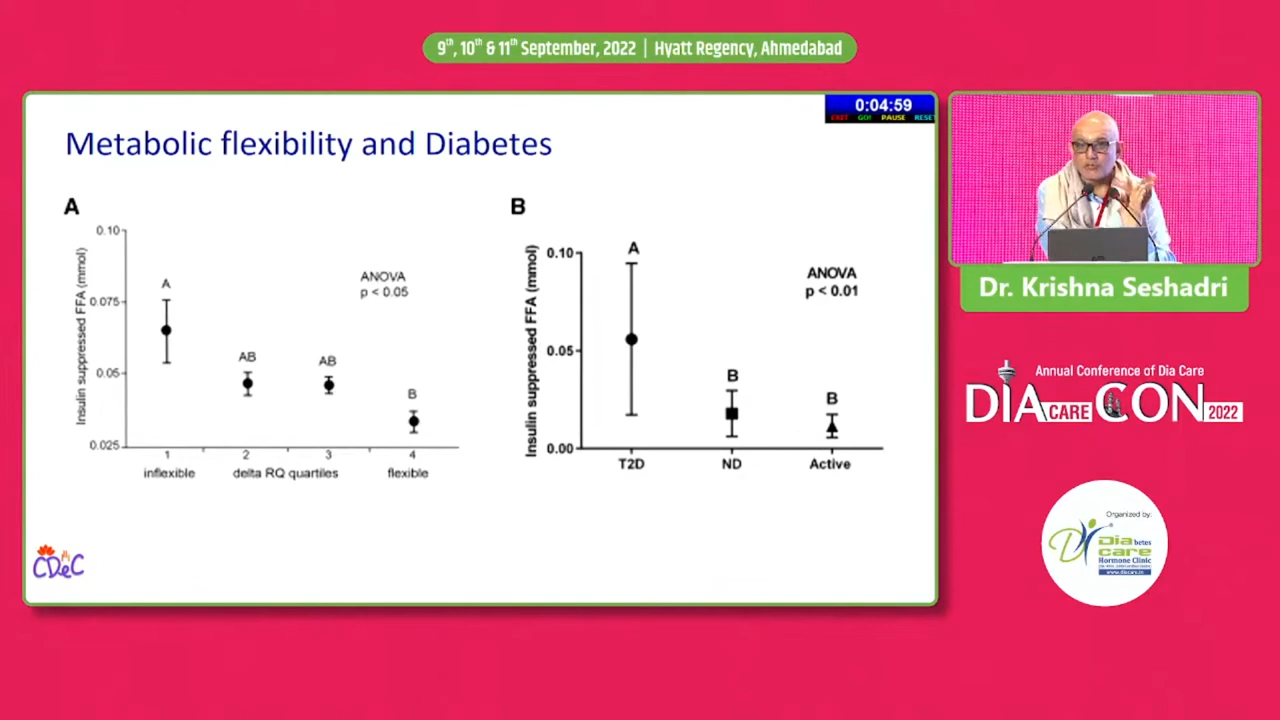 9th, 10th & 11th September, 2022 | Hyatt Regency, Ahmedabad
0:04:59
EXIT GO! PAUSE RESET
Metabolic flexibility and Diabetes
A
Insulin suppressed FFA (mmol)
0.10
0.075
0.05
0.025
A
AB
AB
B
ANOVA
p < 0.05
1 2 3 4
inflexible delta RQ quartiles flexible
B
Insulin suppressed FFA (mmol)
0.10
0.05
0.00
A
B
B
ANOVA
p < 0.01
T2D ND Active
CDeC
Dr. Krishna Seshadri
Annual Conference of Dia Care
DIA CARE CON 2022
Organized by:
Diabetes
care
Hormone Clinic
www.diacare.in